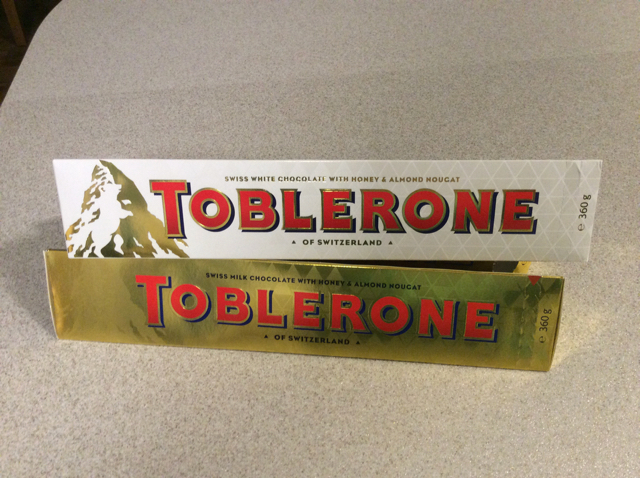 SWISS WHITE CHOCOLATE WITH HONEY & ALMOND NOUGAT
TOBLERONE
OF SWITZERLAND
e 360 g
SWISS MILK CHOCOLATE WITH HONEY & ALMOND NOUGAT
TOBLERONE
OF SWITZERLAND
e 360 g